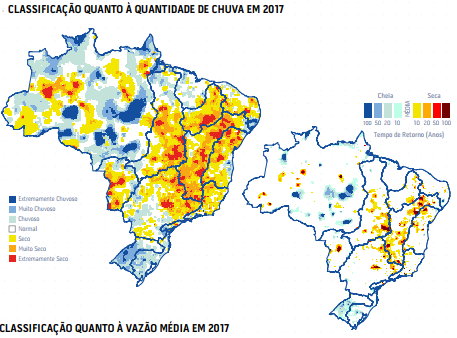 CLASSIFICAÇÃO QUANTO À QUANTIDADE DE CHUVA EM 2017
Cheia Seca
MÉDIA
100 50 20 10 10 20 50 100
Tempo de Retorno (Anos)
Extremamente Chuvoso
Muito Chuvoso
Chuvoso
Normal
Seco
Muito Seco
Extremamente Seco
CLASSIFICAÇÃO QUANTO À VAZÃO MÉDIA EM 2017